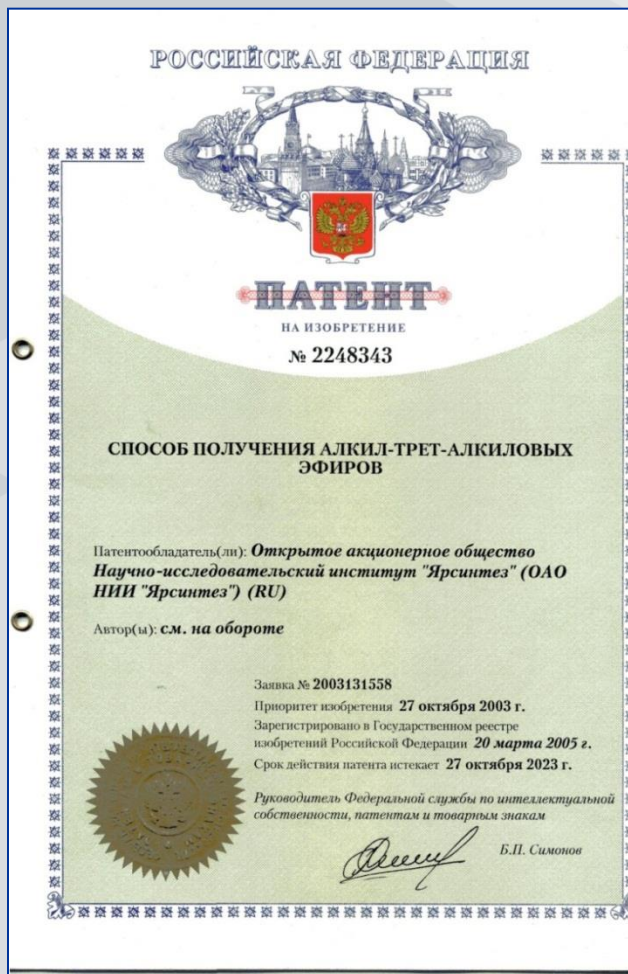 РОССИЙСКАЯ ФЕДЕРАЦИЯ
ПАТЕНТ
НА ИЗОБРЕТЕНИЕ
№ 2248343
СПОСОБ ПОЛУЧЕНИЯ АЛКИЛ-ТРЕТ-АЛКИЛОВЫХ
ЭФИРОВ
Патентообладатель(ли): Открытое акционерное общество
Научно-исследовательский институт "Ярсинтез" (ОАО
НИИ "Ярсинтез") (RU)
Автор(ы): см. на обороте
Заявка № 2003131558
Приоритет изобретения 27 октября 2003 г.
Зарегистрировано в Государственном реестре
изобретений Российской Федерации 20 марта 2005 г.
Срок действия патента истекает 27 октября 2023 г.
Руководитель Федеральной службы по интеллектуальной
собственности, патентам и товарным знакам
Б.П. Симонов